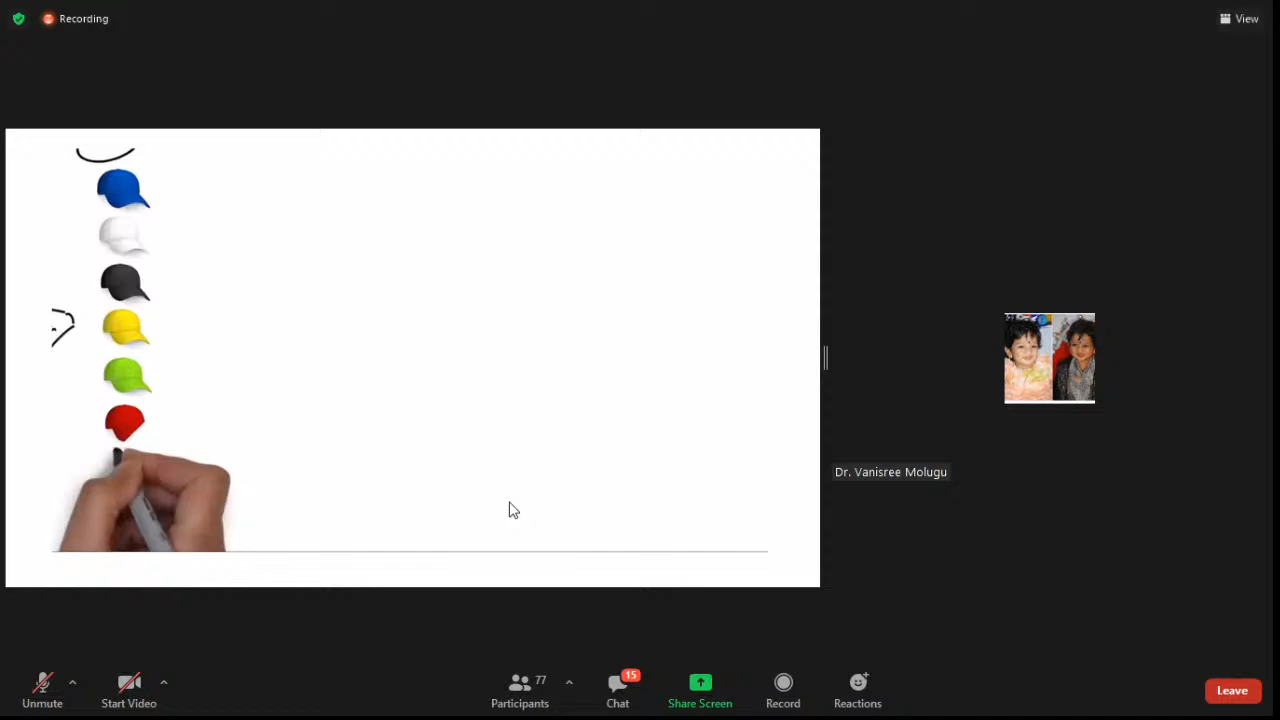 Recording
View
Dr. Vanisree Molugu
Unmute
Start Video
77
Participants
15
Chat
Share Screen
Record
Reactions
Leave